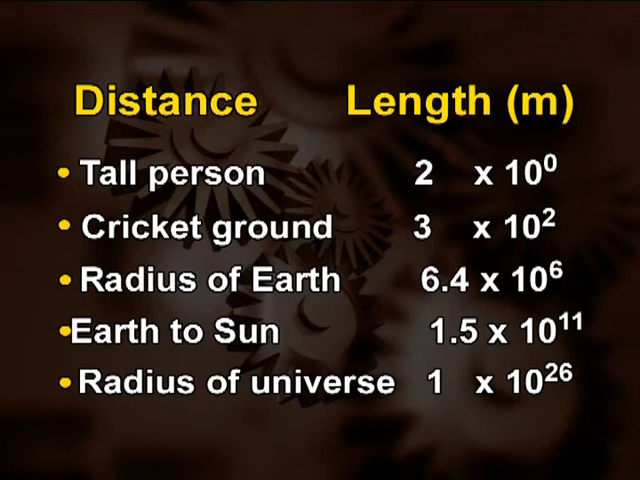 Distance Length (m)
• Tall person 2 x 10⁰
• Cricket ground 3 x 10²
• Radius of Earth 6.4 x 10⁶
•Earth to Sun 1.5 x 10¹¹
• Radius of universe 1 x 10²⁶